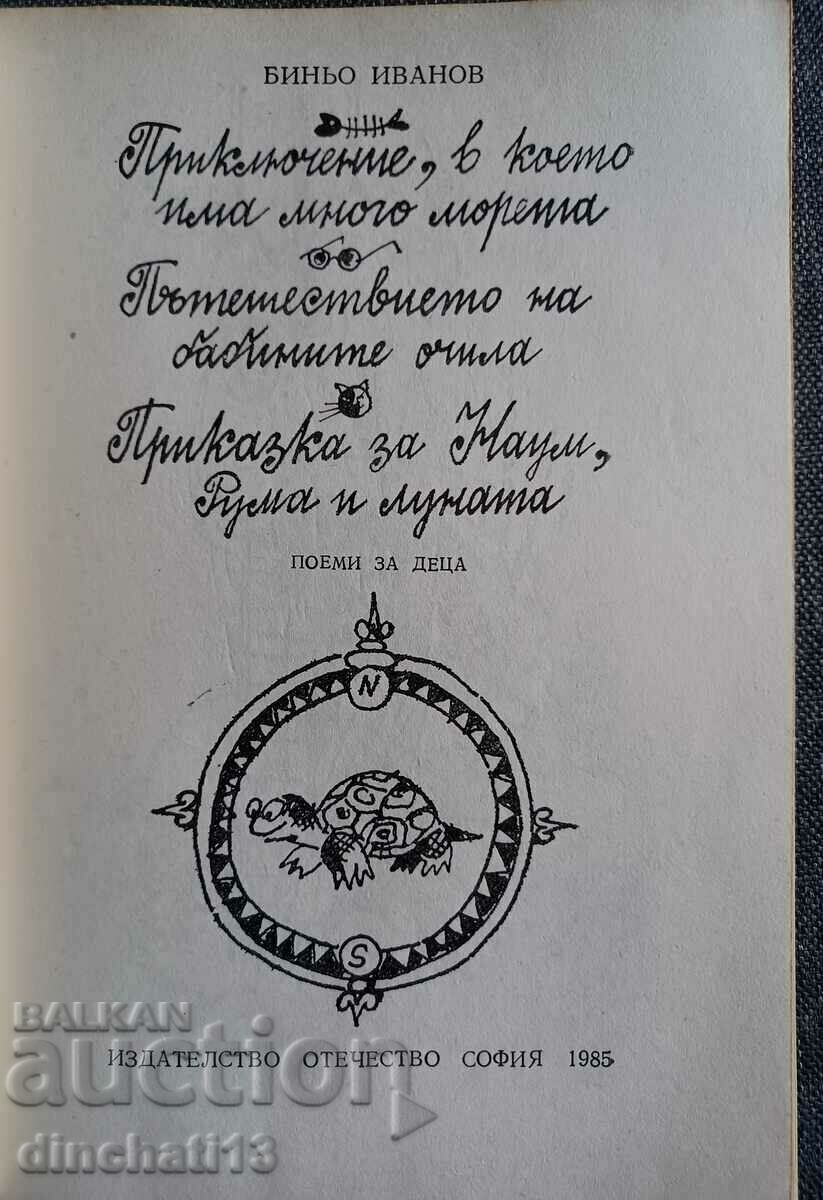 БИНЬО ИВАНОВ
Приключение, в което
има много морета
Пътешествието на
бабините очила
Приказка за Наум,
Рума и луната
ПОЕМИ ЗА ДЕЦА
N
S
ИЗДАТЕЛСТВО ОТЕЧЕСТВО СОФИЯ 1985
BALKAN
auction
dinchati13